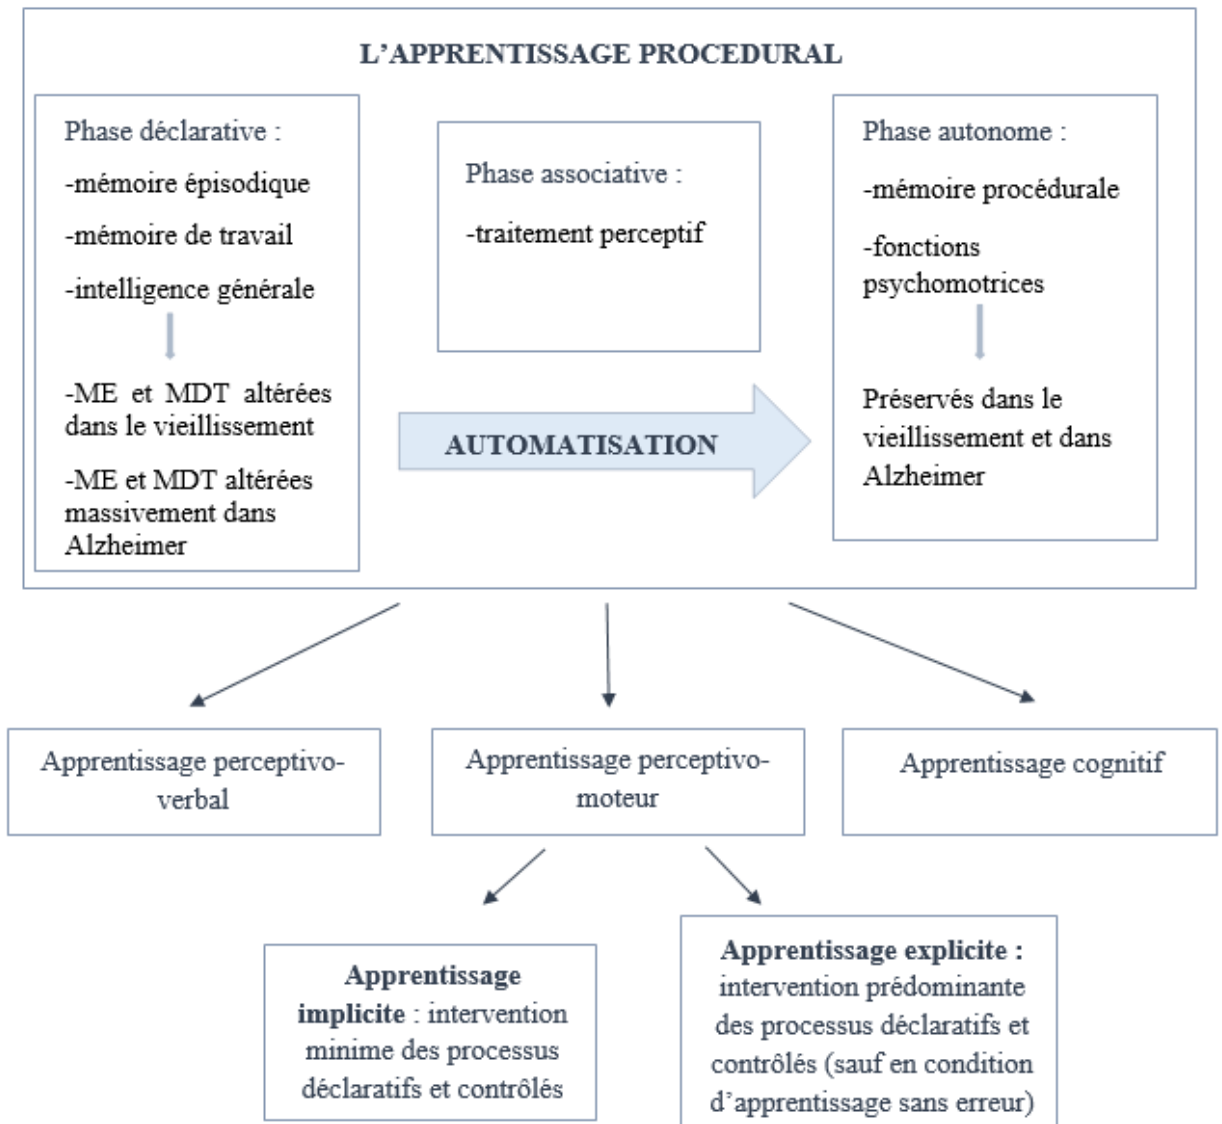 L’APPRENTISSAGE PROCEDURAL
Phase déclarative :
-mémoire épisodique
-mémoire de travail
-intelligence générale
-ME et MDT altérées
dans le vieillissement
-ME et MDT altérées
massivement dans
Alzheimer
Phase associative :
-traitement perceptif
AUTOMATISATION
Phase autonome :
-mémoire procédurale
-fonctions
psychomotrices
Préservés dans le
vieillissement et dans
Alzheimer
Apprentissage perceptivo-
verbal
Apprentissage perceptivo-
moteur
Apprentissage cognitif
Apprentissage
implicite : intervention
minime des processus
déclaratifs et contrôlés
Apprentissage explicite :
intervention prédominante
des processus déclaratifs et
contrôlés (sauf en condition
d’apprentissage sans erreur)